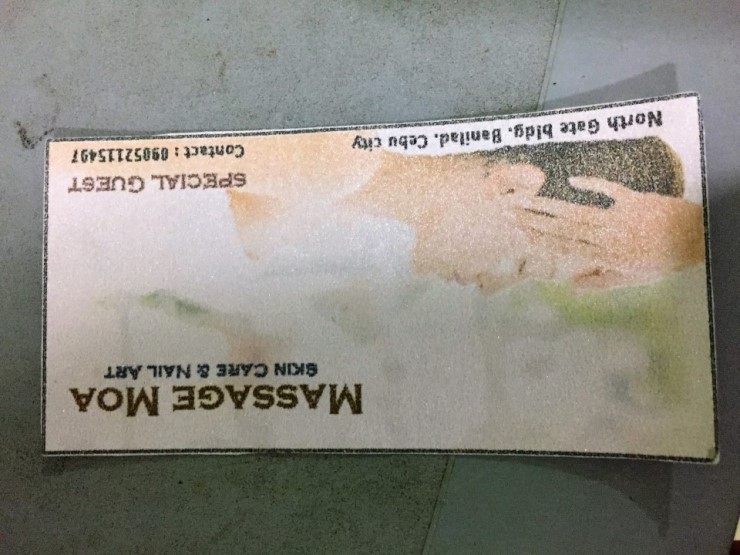 MASSAGE MOA
SKIN CARE & NAIL ART
SPECIAL GUEST
Contact : 09052115497
North Gate bldg. Banilad. Cebu city